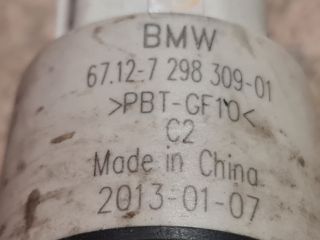 BMW
67.12-7 298 309-01
>PBT-GF10<
C2
Made in China
2013-01-07